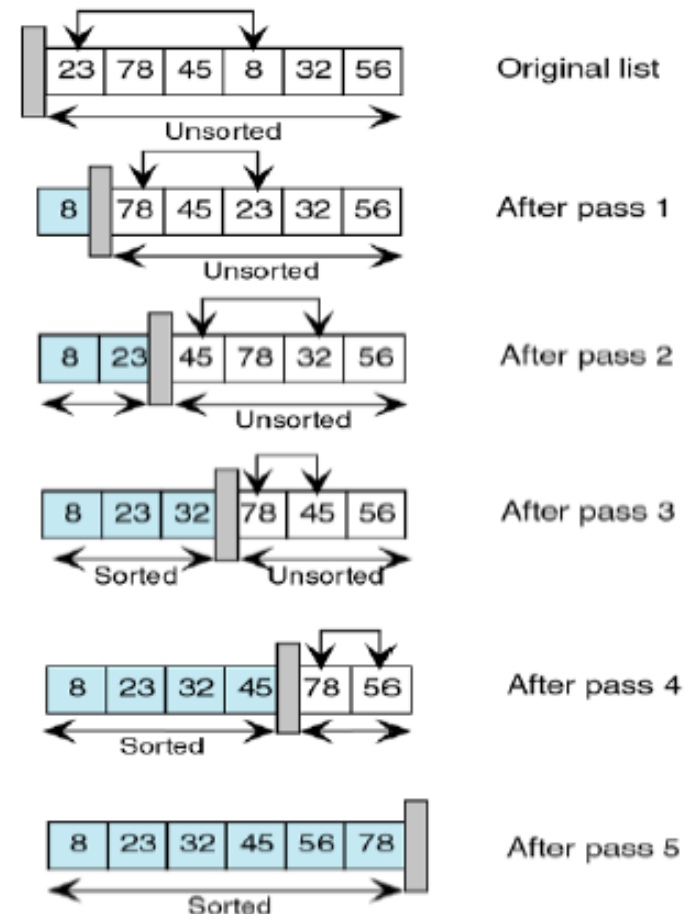 23 78 45 8 32 56 Original list
Unsorted
8 78 45 23 32 56 After pass 1
Unsorted
8 23 45 78 32 56 After pass 2
Unsorted
8 23 32 78 45 56 After pass 3
Sorted Unsorted
8 23 32 45 78 56 After pass 4
Sorted
8 23 32 45 56 78 After pass 5
Sorted